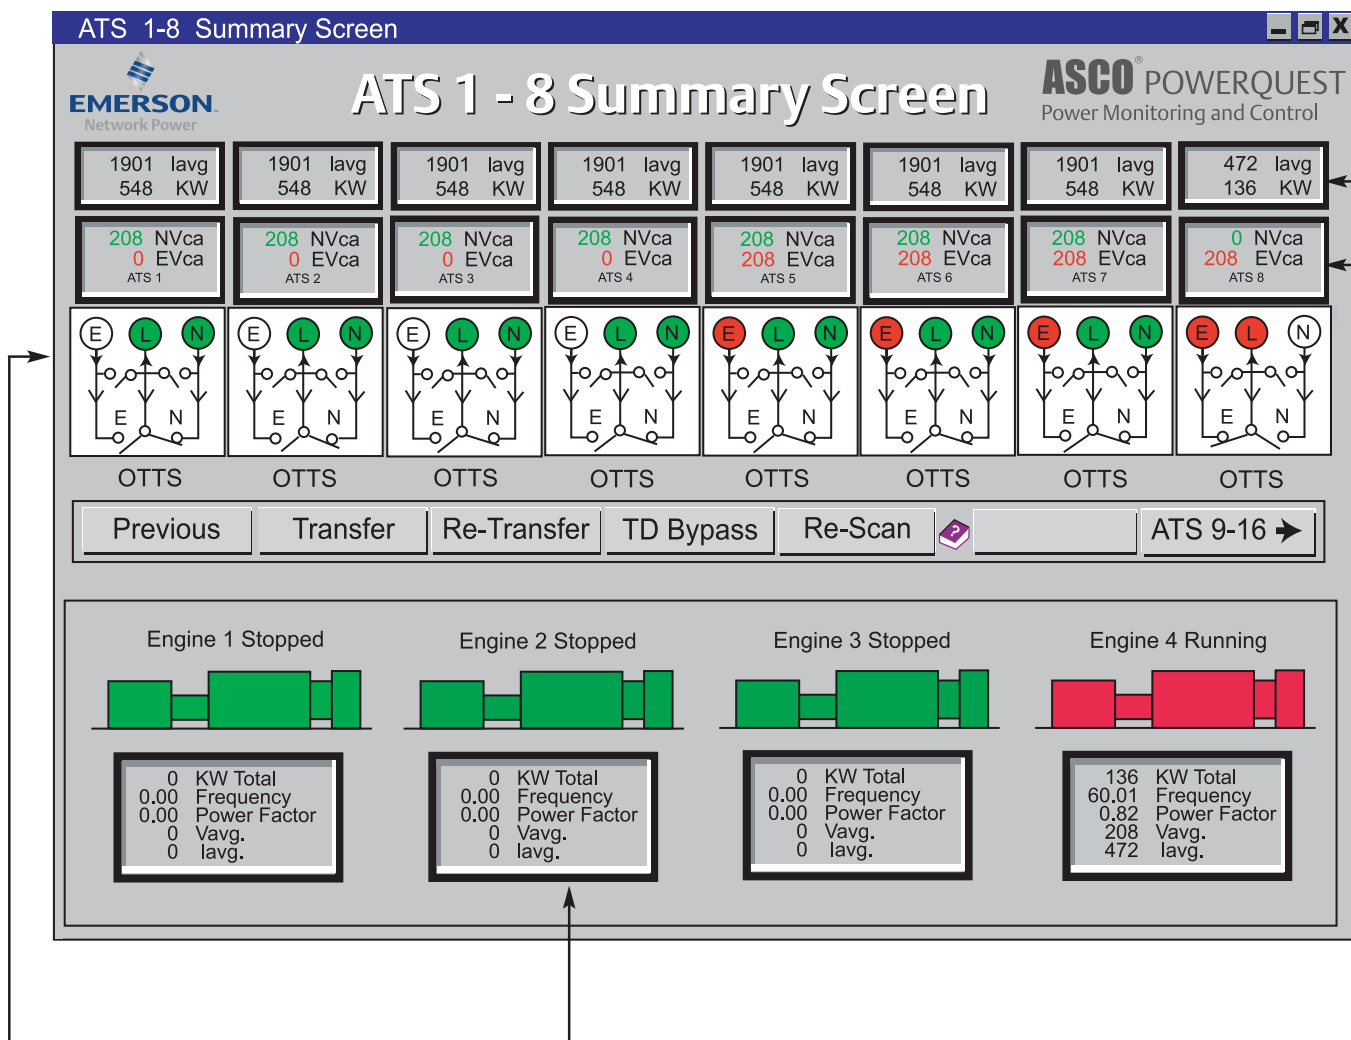 ATS 1-8 Summary Screen
EMERSON
Network Power
ATS 1 - 8 Summary Screen
ASCO® POWERQUEST
Power Monitoring and Control
1901 Iavg
548 KW
1901 Iavg
548 KW
1901 Iavg
548 KW
1901 Iavg
548 KW
1901 Iavg
548 KW
1901 Iavg
548 KW
1901 Iavg
548 KW
472 Iavg
136 KW
208 NVca
0 EVca
ATS 1
208 NVca
0 EVca
ATS 2
208 NVca
0 EVca
ATS 3
208 NVca
0 EVca
ATS 4
208 NVca
208 EVca
ATS 5
208 NVca
208 EVca
ATS 6
208 NVca
208 EVca
ATS 7
0 NVca
208 EVca
ATS 8
E L N
E N
E L N
E N
E L N
E N
E L N
E N
E L N
E N
E L N
E N
E L N
E N
E L N
E N
OTTS OTTS OTTS OTTS OTTS OTTS OTTS OTTS
Previous Transfer Re-Transfer TD Bypass Re-Scan ? ATS 9-16
Engine 1 Stopped
Engine 2 Stopped
Engine 3 Stopped
Engine 4 Running
0 KW Total
0.00 Frequency
0.00 Power Factor
0 Vavg.
0 Iavg.
0 KW Total
0.00 Frequency
0.00 Power Factor
0 Vavg.
0 Iavg.
0 KW Total
0.00 Frequency
0.00 Power Factor
0 Vavg.
0 Iavg.
136 KW Total
60.01 Frequency
0.82 Power Factor
208 Vavg.
472 Iavg.